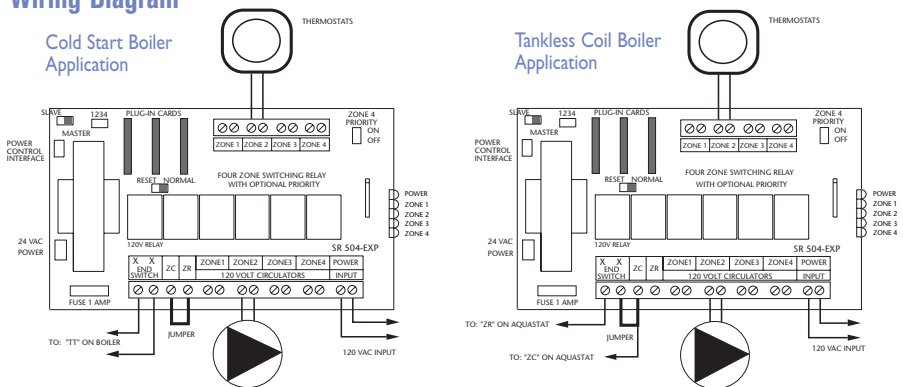 Wiring Diagram
Cold Start Boiler
Application
THERMOSTATS
SLAVE
1234
PLUG-IN CARDS
MASTER
ZONE 4
PRIORITY
ON
OFF
POWER
CONTROL
INTERFACE
ZONE 1 ZONE 2 ZONE 3 ZONE 4
RESET NORMAL
FOUR ZONE SWITCHING RELAY
WITH OPTIONAL PRIORITY
POWER
ZONE 1
ZONE 2
ZONE 3
ZONE 4
24 VAC
POWER
120V RELAY
SR 504-EXP
X X
END
SWITCH
ZC
ZR
ZONE1 ZONE2 ZONE3 ZONE4 POWER
120 VOLT CIRCULATORS
INPUT
FUSE 1 AMP
JUMPER
TO: "TT" ON BOILER
120 VAC INPUT
Tankless Coil Boiler
Application
THERMOSTATS
SLAVE
1234
PLUG-IN CARDS
MASTER
ZONE 4
PRIORITY
ON
OFF
POWER
CONTROL
INTERFACE
ZONE 1 ZONE 2 ZONE 3 ZONE 4
RESET NORMAL
FOUR ZONE SWITCHING RELAY
WITH OPTIONAL PRIORITY
POWER
ZONE 1
ZONE 2
ZONE 3
ZONE 4
24 VAC
POWER
120V RELAY
SR 504-EXP
X X
END
SWITCH
ZC
ZR
ZONE1 ZONE2 ZONE3 ZONE4 POWER
120 VOLT CIRCULATORS
INPUT
FUSE 1 AMP
TO: "ZR" ON AQUASTAT
JUMPER
TO: "ZC" ON AQUASTAT
120 VAC INPUT